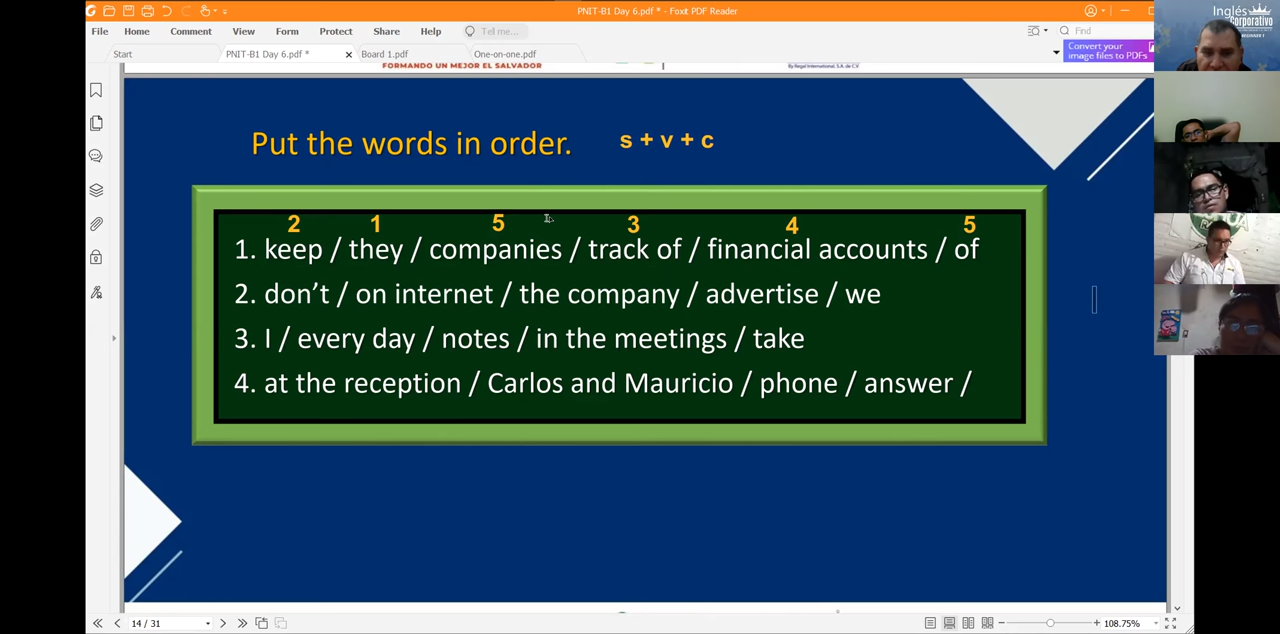 PNIT-B1 Day 6.pdf * - Foxit PDF Reader
File Home Comment View Form Protect Share Help Tell me... Find
Start PNIT-B1 Day 6.pdf * Board 1.pdf One-on-one.pdf
Convert your
image files to PDFs
Inglés
Corporativo
FORMANDO UN MEJOR EL SALVADOR
By Regal International, S.A. de C.V
Put the words in order. s + v + c
2 1 5 3 4 5
1. keep / they / companies / track of / financial accounts / of
2. don't / on internet / the company / advertise / we
3. I / every day / notes / in the meetings / take
4. at the reception / Carlos and Mauricio / phone / answer /
14 / 31
108.75%